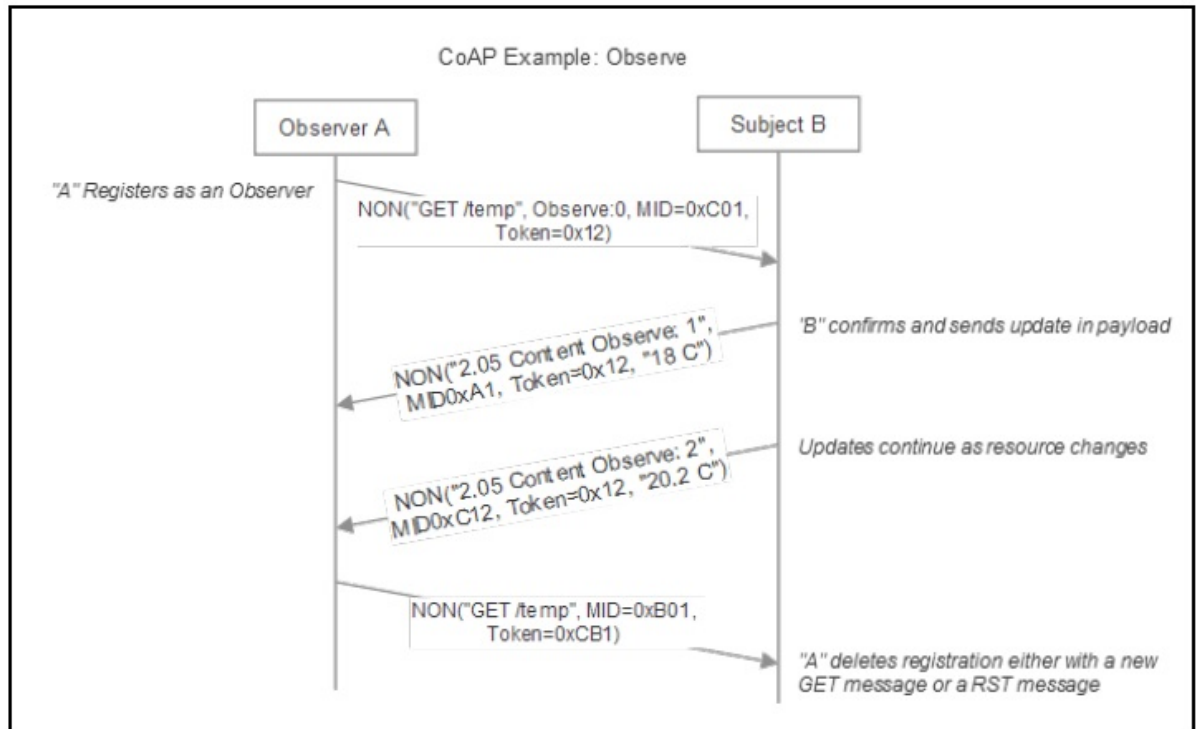 CoAP Example: Observe
Observer A
Subject B
"A" Registers as an Observer
NON("GET /temp", Observe:0, MID=0xC01,
Token=0x12)
'B" confirms and sends update in payload
NON("2.05 Content Observe: 1",
MID0xA1, Token=0x12, "18 C")
Updates continue as resource changes
NON("2.05 Content Observe: 2",
MID0xC12, Token=0x12, "20.2 C")
NON("GET /temp", MID=0xB01,
Token=0xCB1)
"A" deletes registration either with a new
GET message or a RST message